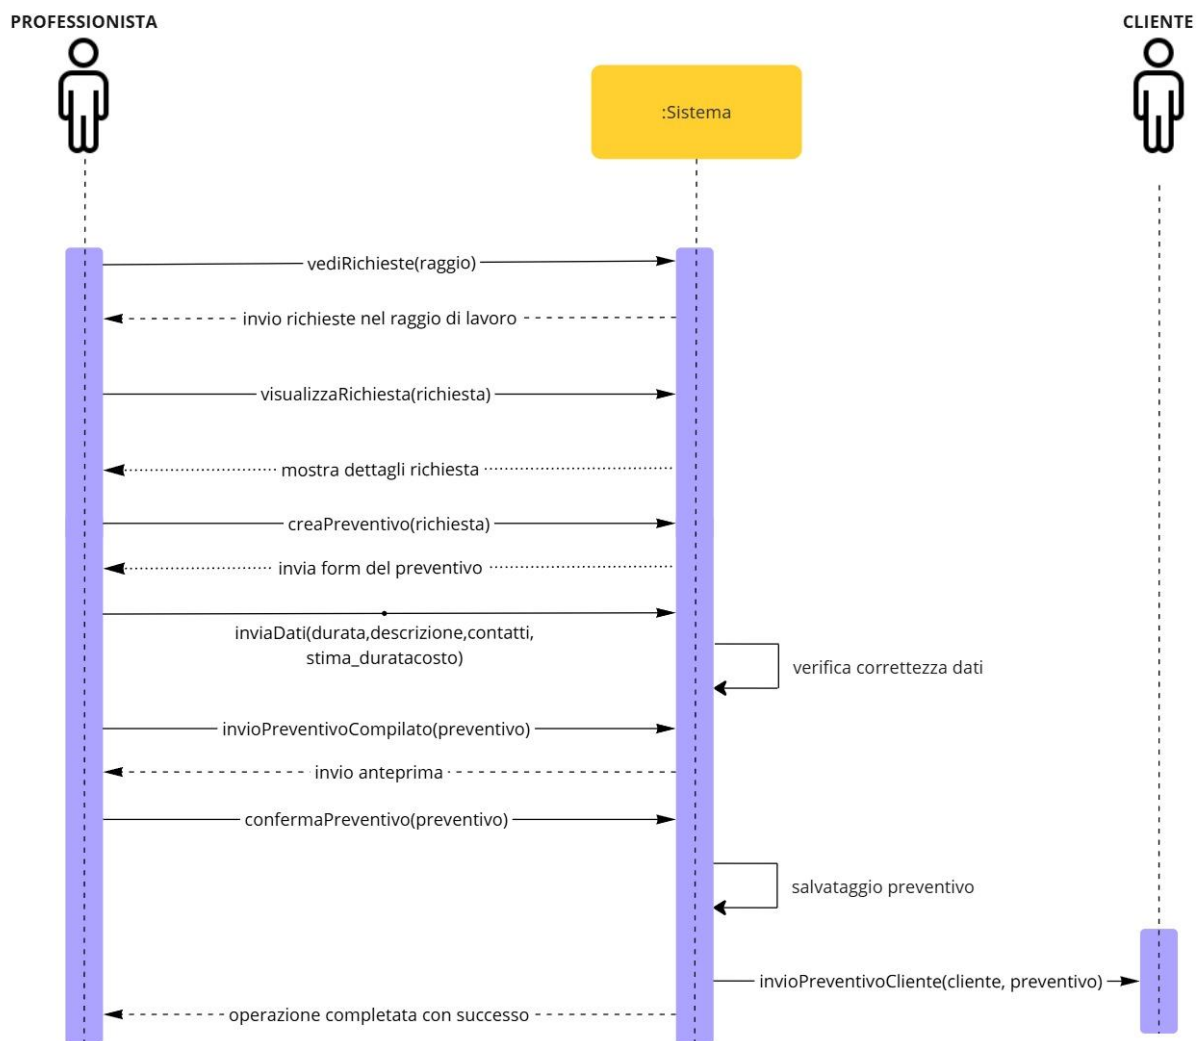 PROFESSIONISTA
CLIENTE
:Sistema
vediRichieste(raggio)
invio richieste nel raggio di lavoro
visualizzaRichiesta(richiesta)
mostra dettagli richiesta
creaPreventivo(richiesta)
invia form del preventivo
inviaDati(durata,descrizione,contatti,
stima_duratacosto)
verifica correttezza dati
invioPreventivoCompilato(preventivo)
invio anteprima
confermaPreventivo(preventivo)
salvataggio preventivo
invioPreventivoCliente(cliente, preventivo)
operazione completata con successo